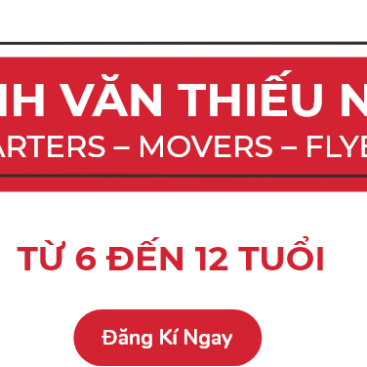 NH VĂN THIẾU N
ARTERS – MOVERS – FLYE
TỪ 6 ĐẾN 12 TUỔI
Đăng Kí Ngay